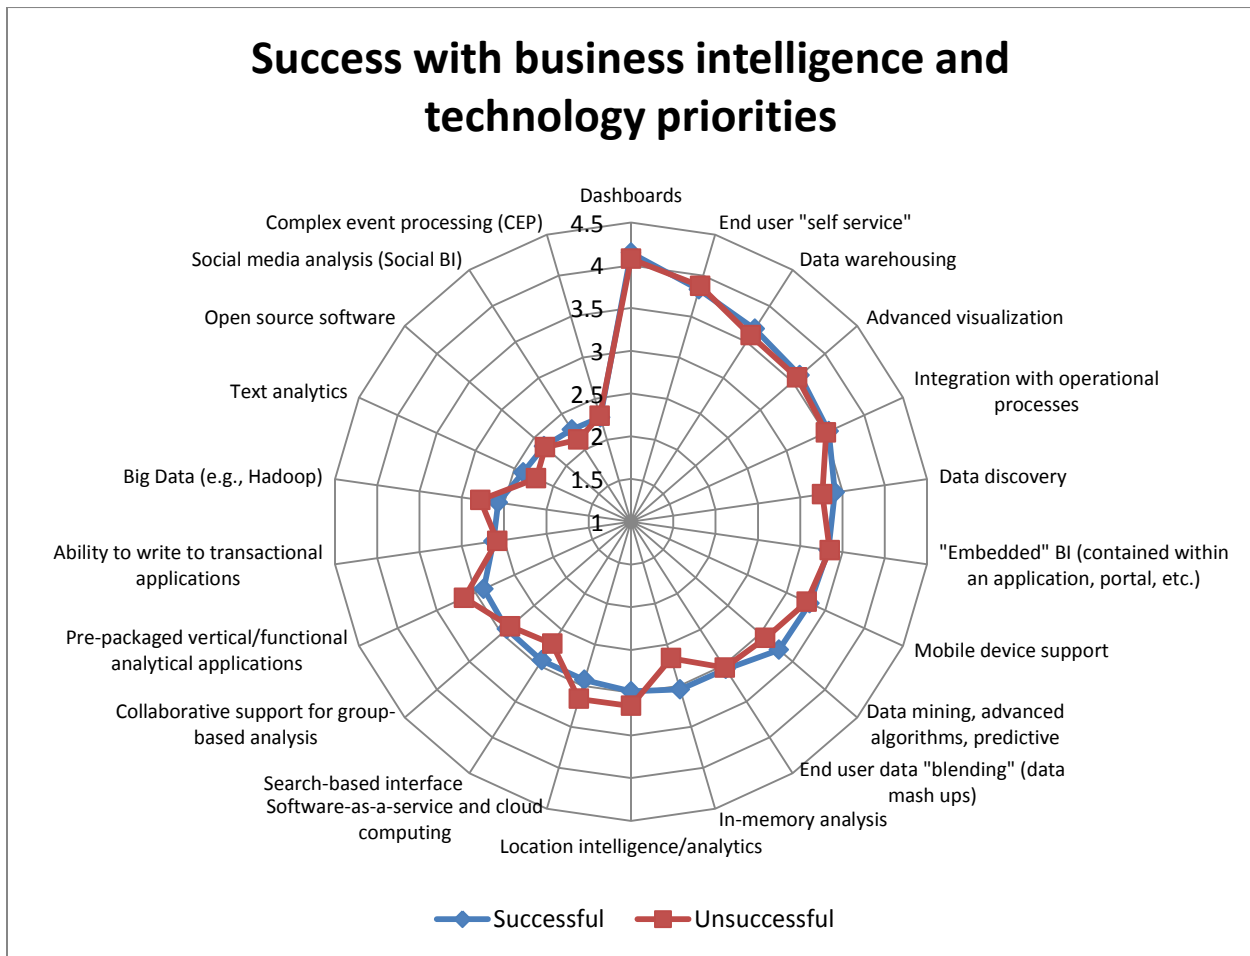 Success with business intelligence and
technology priorities
Dashboards
End user "self service"
Data warehousing
Advanced visualization
Integration with operational
processes
Data discovery
"Embedded" BI (contained within
an application, portal, etc.)
Mobile device support
Data mining, advanced
algorithms, predictive
End user data "blending" (data
mash ups)
In-memory analysis
Location intelligence/analytics
Software-as-a-service and cloud
computing
Search-based interface
Collaborative support for group-
based analysis
Pre-packaged vertical/functional
analytical applications
Ability to write to transactional
applications
Big Data (e.g., Hadoop)
Text analytics
Open source software
Social media analysis (Social BI)
Complex event processing (CEP)
4.5
4
3.5
3
2.5
2
1.5
1
Successful
Unsuccessful